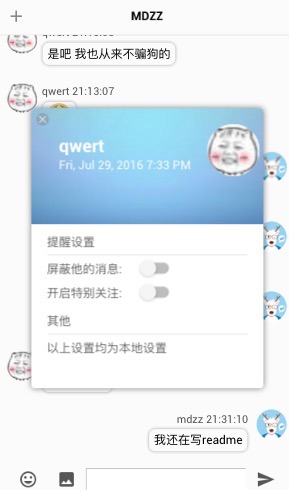 MDZZ
是吧 我也从来不骗狗的
qwert 21:13:07
qwert
Fri, Jul 29, 2016 7:33 PM
提醒设置
屏蔽他的消息:
开启特别关注:
其他
以上设置均为本地设置
mdzz 21:31:10
我还在写readme